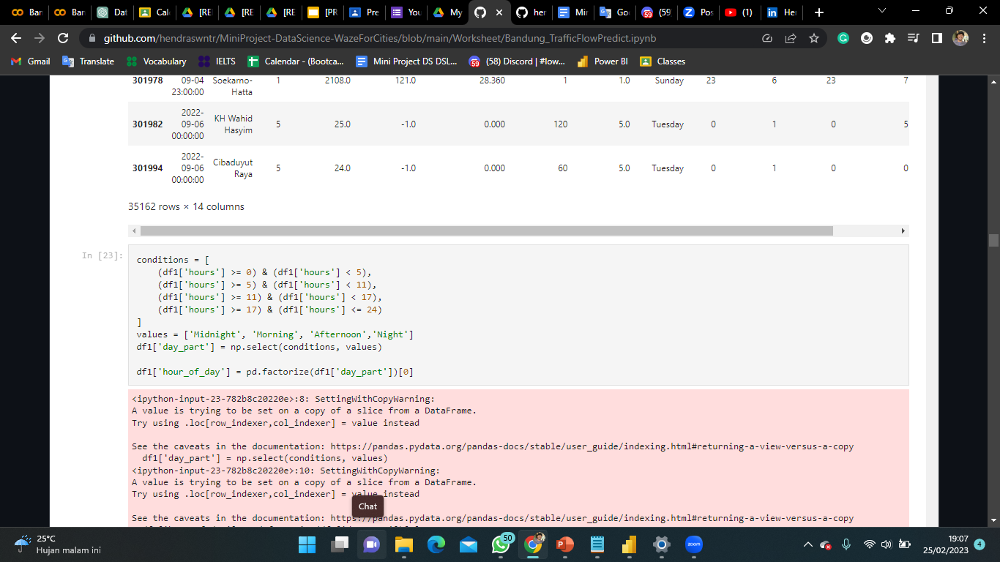 Bar
Bar
Dat
Cal
[RE
[RE
[RE
[PR
Pre
You
My
her
Mir
Go
(59
Pos
(1)
He
github.com/hendraswntr/MiniProject-DataScience-WazeForCities/blob/main/Worksheet/Bandung_TrafficFlowPredict.ipynb
Gmail
Translate
Vocabulary
IELTS
Calendar - (Bootca...
Mini Project DS DSL...
(58) Discord | #low...
Power BI
Classes
301978 09-04 23:00:00 Soekarno-Hatta 1 2108.0 121.0 28.360 1 1.0 Sunday 23 6 23 7
301982 2022-09-06 00:00:00 KH Wahid Hasyim 5 25.0 -1.0 0.000 120 5.0 Tuesday 0 1 0 5
301994 2022-09-06 00:00:00 Cibaduyut Raya 5 24.0 -1.0 0.000 60 5.0 Tuesday 0 1 0 0
35162 rows × 14 columns
In [23]:
conditions = [
    (df1['hours'] >= 0) & (df1['hours'] < 5),
    (df1['hours'] >= 5) & (df1['hours'] < 11),
    (df1['hours'] >= 11) & (df1['hours'] < 17),
    (df1['hours'] >= 17) & (df1['hours'] <= 24)
]
values = ['Midnight', 'Morning', 'Afternoon','Night']
df1['day_part'] = np.select(conditions, values)
df1['hour_of_day'] = pd.factorize(df1['day_part'])[0]
<ipython-input-23-782b8c20220e>:8: SettingWithCopyWarning:
A value is trying to be set on a copy of a slice from a DataFrame.
Try using .loc[row_indexer,col_indexer] = value instead
See the caveats in the documentation: https://pandas.pydata.org/pandas-docs/stable/user_guide/indexing.html#returning-a-view-versus-a-copy
  df1['day_part'] = np.select(conditions, values)
<ipython-input-23-782b8c20220e>:10: SettingWithCopyWarning:
A value is trying to be set on a copy of a slice from a DataFrame.
Try using .loc[row_indexer,col_indexer] = value instead
Chat
See the caveats in the documentation: https://pandas.pydata.org/pandas-docs/stable/user_guide/indexing.html#returning-a-view-versus-a-copy
25°C
Hujan malam ini
50
zoom
19:07
25/02/2023
4